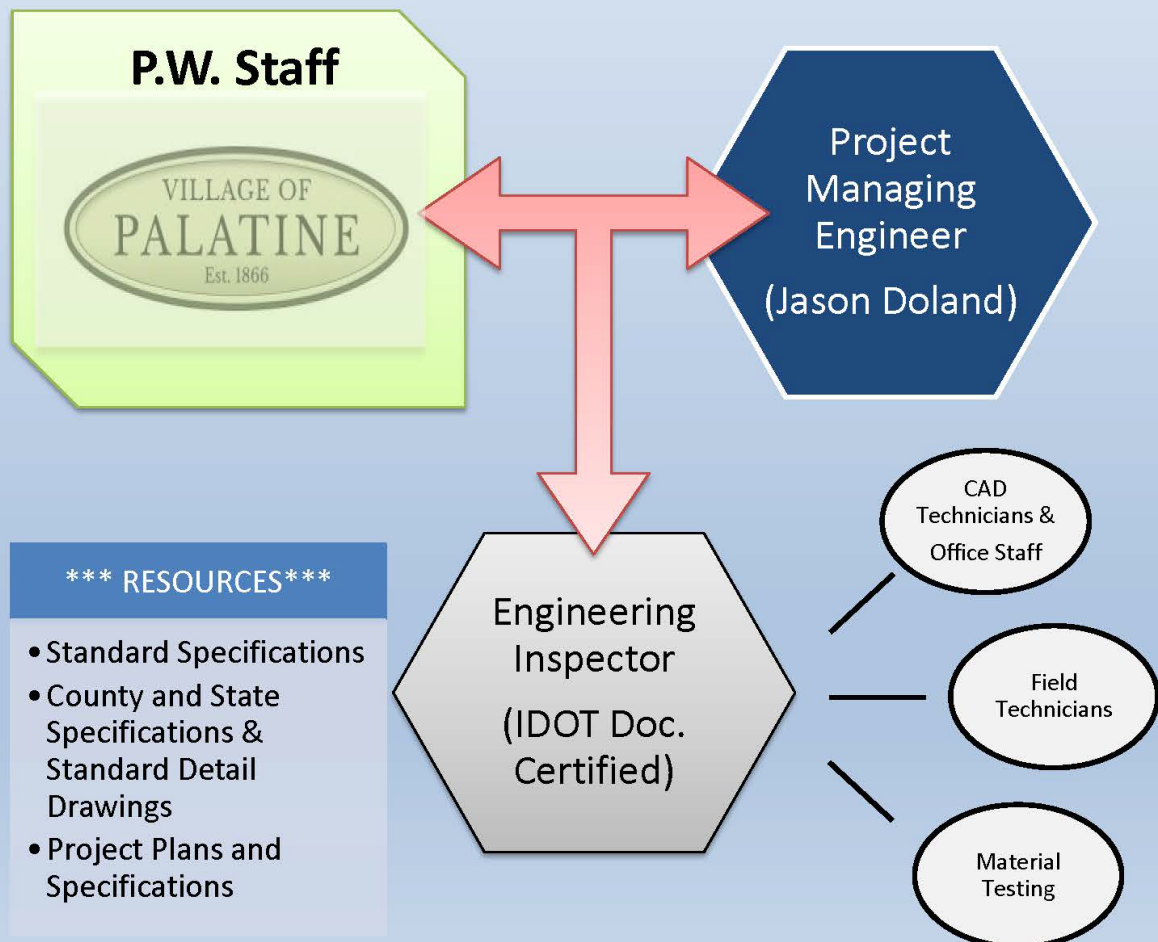 P.W. Staff
VILLAGE OF
PALATINE
Est. 1866
Project
Managing
Engineer
(Jason Doland)
*** RESOURCES***
•Standard Specifications
•County and State
Specifications &
Standard Detail
Drawings
•Project Plans and
Specifications
Engineering
Inspector
(IDOT Doc.
Certified)
CAD
Technicians &
Office Staff
Field
Technicians
Material
Testing